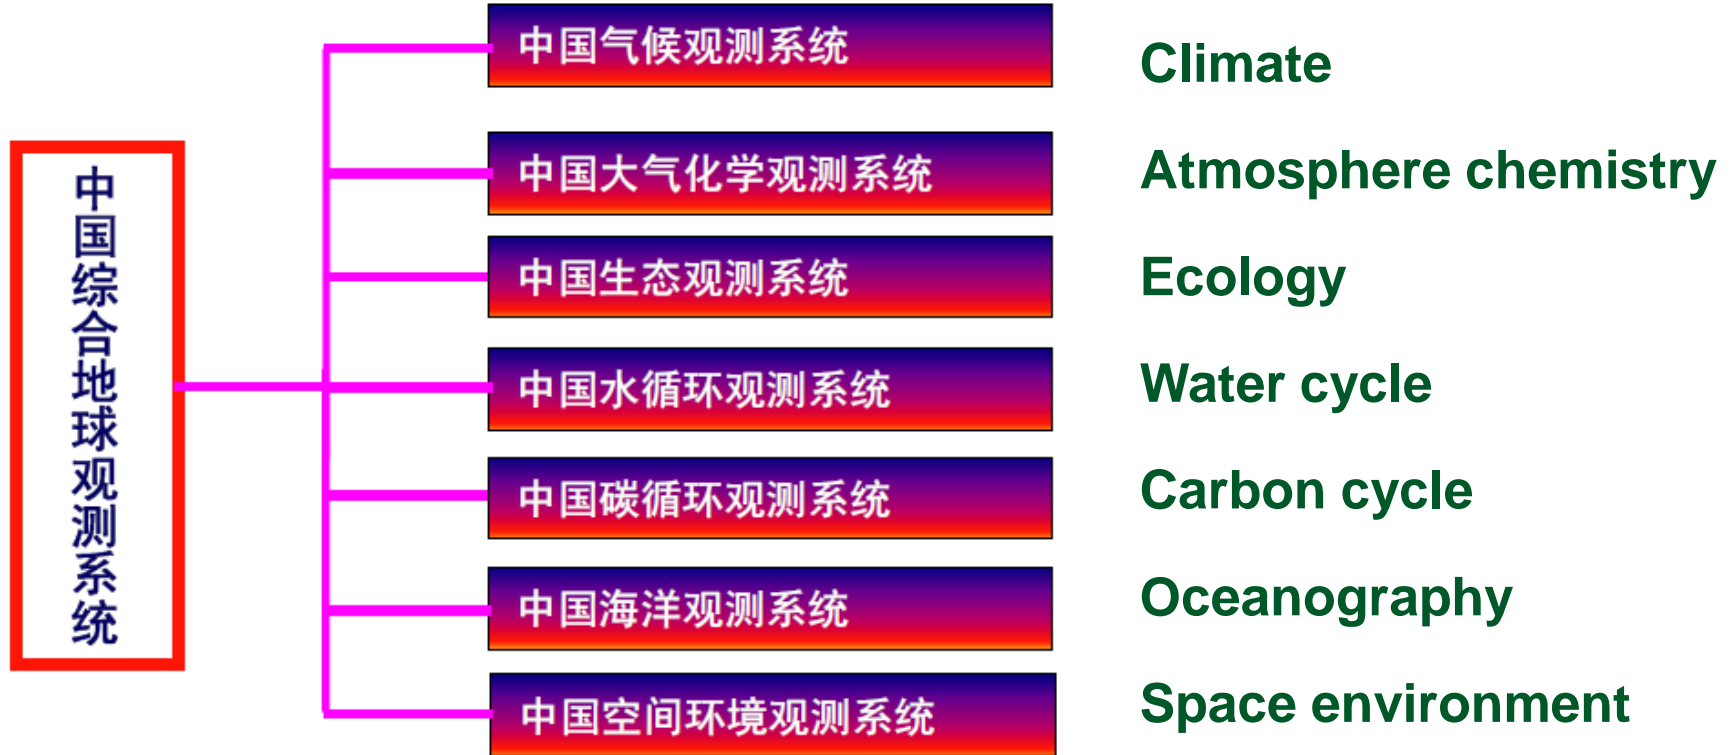 中国综合地球观测系统
中国气候观测系统
Climate
中国大气化学观测系统
Atmosphere chemistry
中国生态观测系统
Ecology
中国水循环观测系统
Water cycle
中国碳循环观测系统
Carbon cycle
中国海洋观测系统
Oceanography
中国空间环境观测系统
Space environment